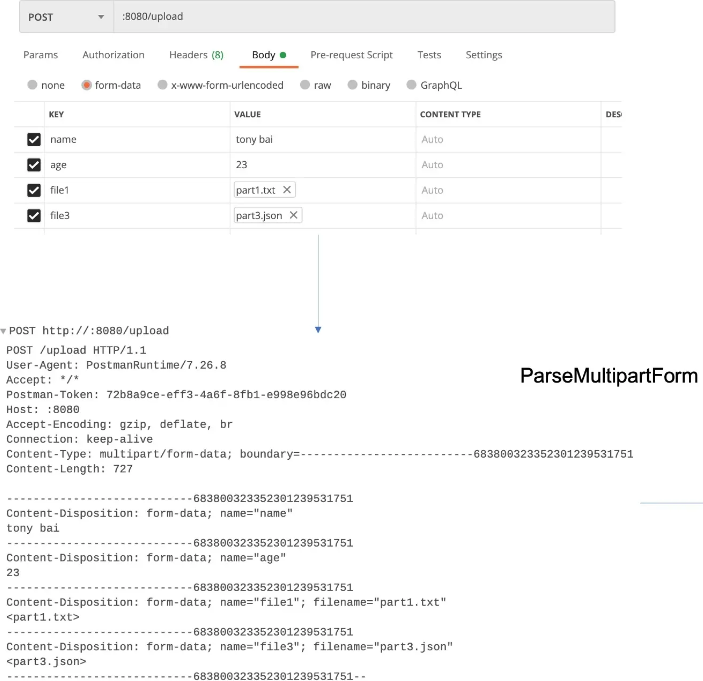 POST :8080/upload
Params Authorization Headers (8) Body Pre-request Script Tests Settings
none form-data x-www-form-urlencoded raw binary GraphQL
KEY VALUE CONTENT TYPE DES
name tony bai Auto
age 23 Auto
file1 part1.txt Auto
file3 part3.json Auto
POST http://:8080/upload
POST /upload HTTP/1.1
User-Agent: PostmanRuntime/7.26.8
Accept: */*
Postman-Token: 72b8a9ce-eff3-4a6f-8fb1-e998e96bdc20
Host: :8080
Accept-Encoding: gzip, deflate, br
Connection: keep-alive
Content-Type: multipart/form-data; boundary=--------------------------683800323352301239531751
Content-Length: 727
ParseMultipartForm
----------------------------683800323352301239531751
Content-Disposition: form-data; name="name"
tony bai
----------------------------683800323352301239531751
Content-Disposition: form-data; name="age"
23
----------------------------683800323352301239531751
Content-Disposition: form-data; name="file1"; filename="part1.txt"
<part1.txt>
----------------------------683800323352301239531751
Content-Disposition: form-data; name="file3"; filename="part3.json"
<part3.json>
----------------------------683800323352301239531751--